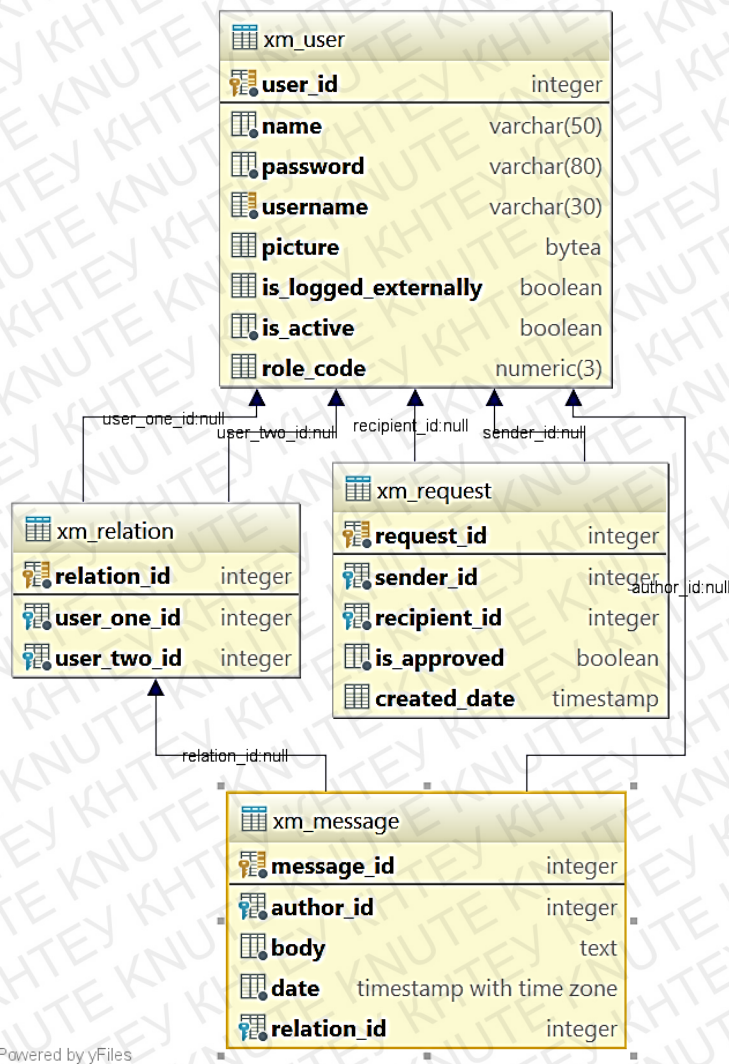 xm_user
user_id integer
name varchar(50)
password varchar(80)
username varchar(30)
picture bytea
is_logged_externally boolean
is_active boolean
role_code numeric(3)
user_one_id:null
user_two_id:null
recipient_id:null
sender_id:null
xm_relation
relation_id integer
user_one_id integer
user_two_id integer
xm_request
request_id integer
sender_id integer
recipient_id integer
is_approved boolean
created_date timestamp
author_id:null
relation_id:null
xm_message
message_id integer
author_id integer
body text
date timestamp with time zone
relation_id integer
Powered by yFiles
KNUTE KHTEY